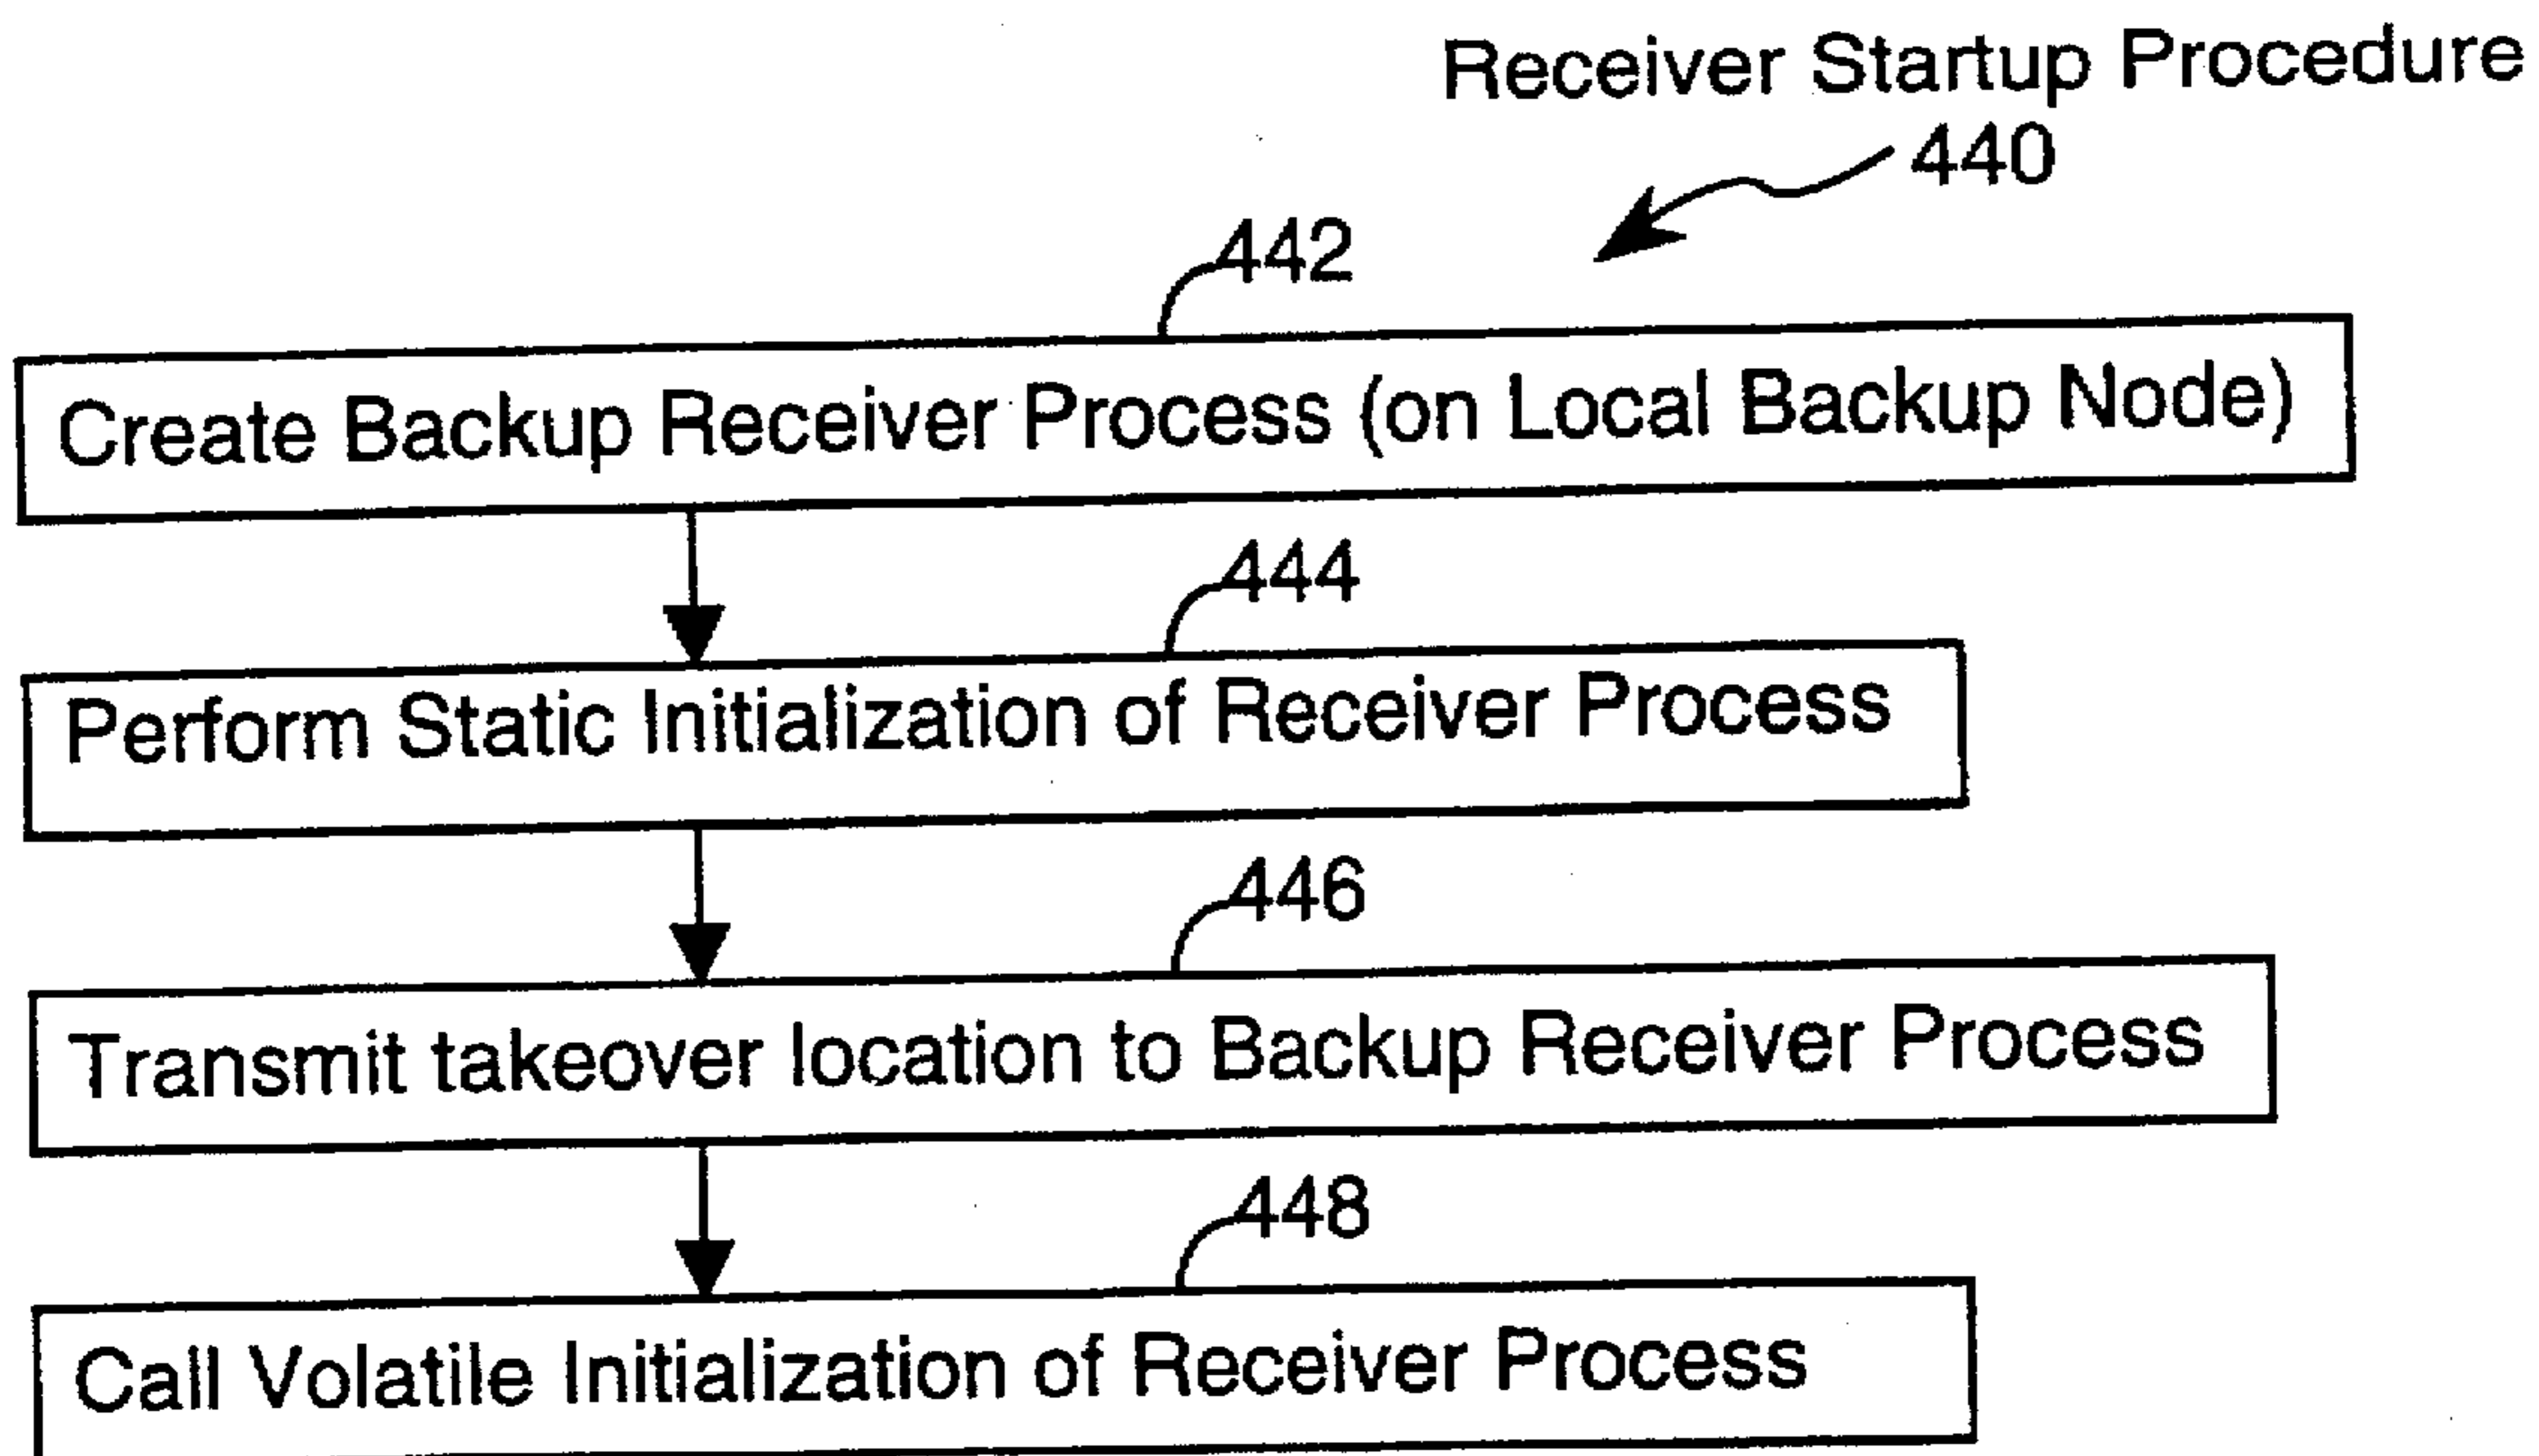 Receiver Startup Procedure
440
442
Create Backup Receiver Process (on Local Backup Node)
444
Perform Static Initialization of Receiver Process
446
Transmit takeover location to Backup Receiver Process
448
Call Volatile Initialization of Receiver Process